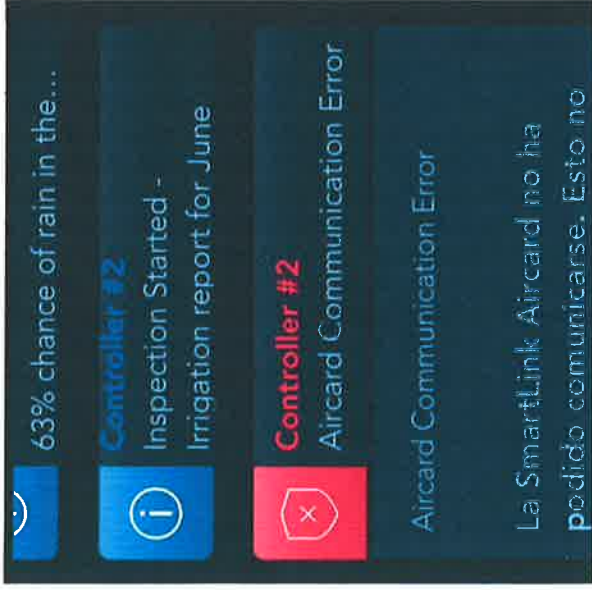 63% chance of rain in the...
Controller #2
Inspection Started -
Irrigation report for June
Controller #2
Aircard Communication Error
Aircard Communication Error
La SmartLink Aircard no ha
podido comunicarse. Esto no